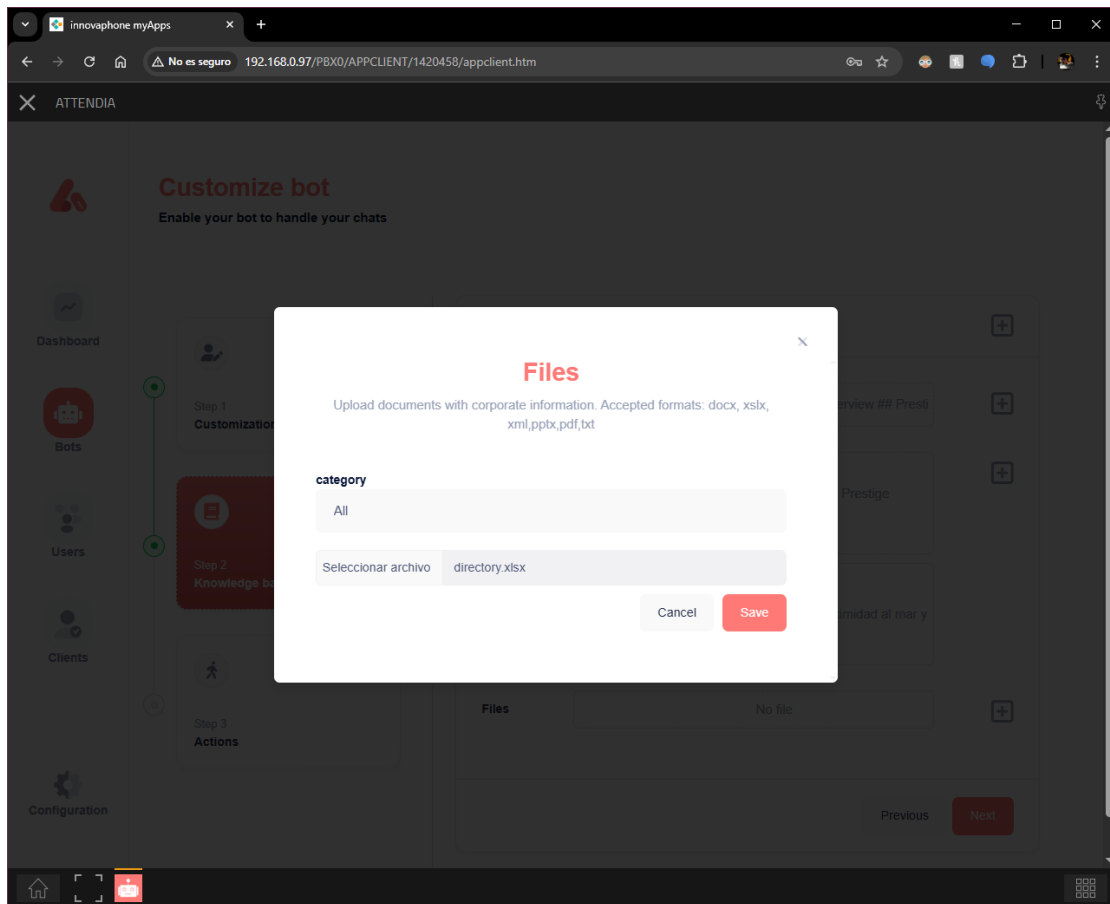 innovaphone myApps
No es seguro 192.168.0.97/PBX0/APPCLIENT/1420458/appclient.htm
ATTENDIA
Customize bot
Enable your bot to handle your chats
Dashboard
Bots
Users
Clients
Configuration
Step 1
Customization
Step 2
Knowledge ba
Step 3
Actions
Files
Upload documents with corporate information. Accepted formats: docx, xslx,
xml,pptx,pdf,txt
category
All
Seleccionar archivo directory.xlsx
Cancel Save
erview ## Presti
Prestige
imidad al mar y
Files No file
Previous Next